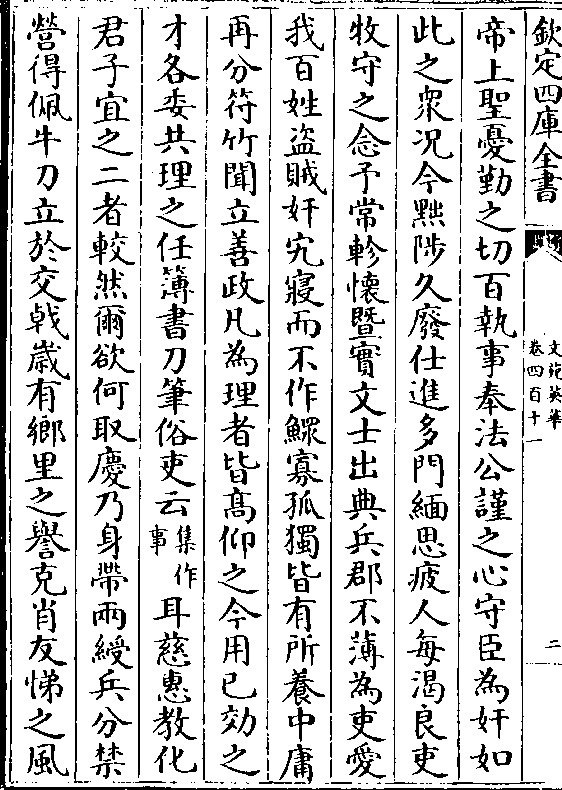 欽定四庫全書
文苑英華
卷四百十一
二
帝上聖憂勤之切百執事奉法公謹之心守臣為奸如
此之衆况今黜陟久廢仕進多門緬思疲人每渴良吏
牧守之念予常軫懷暨實文士出典兵郡不薄為吏愛
我百姓盜賊奸宄寢而不作鰥寡孤獨皆有所養中庸
再分符竹聞立善政凡為理者皆髙仰之今用已効之
才各委共理之任簿書刀筆俗吏云集作事耳慈惠教化
君子宜之二者較然爾欲何取慶乃身帶兩綬兵分禁
營得佩牛刀立於交㦸歳有鄉里之譽克肖友悌之風